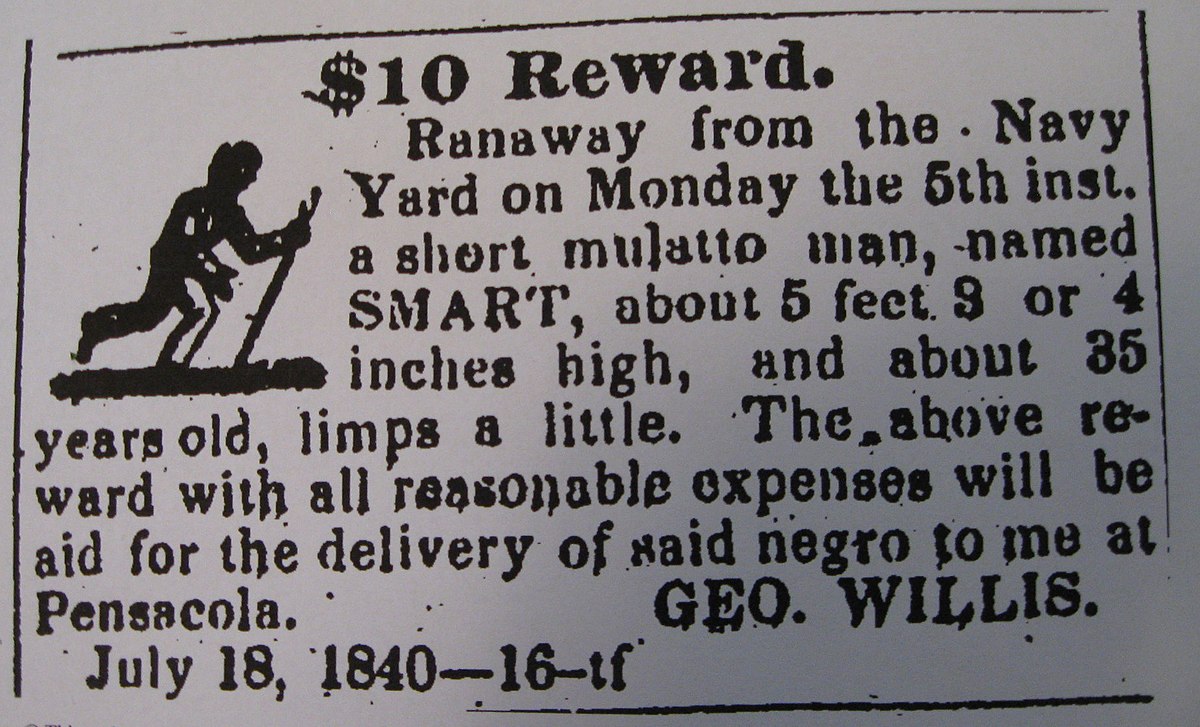 $10 Reward.
Ranaway from the Navy
Yard on Monday the 5th inst.
a short mulatto man, named
SMART, about 5 feet 3 or 4
inches high, and about 35
years old, limps a little. The above re-
ward with all reasonable expenses will be
aid for the delivery of said negro to me at
Pensacola. GEO. WILLIS.
July 18, 1840—16-tf